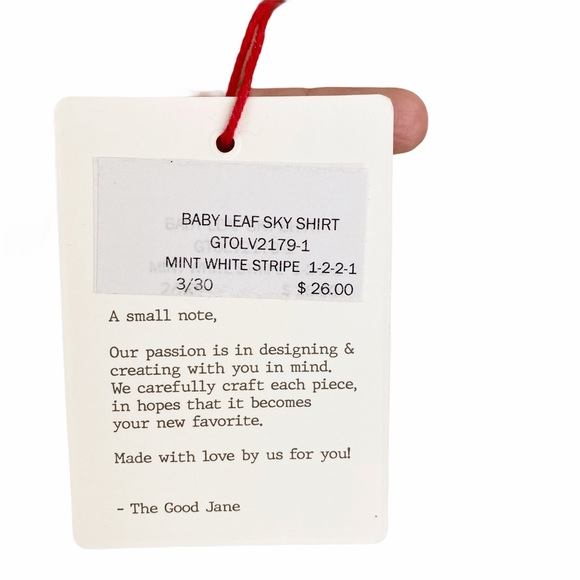 BABY LEAF SKY SHIRT
GTOLV2179-1
MINT WHITE STRIPE 1-2-2-1
3/30 $ 26.00
A small note,
Our passion is in designing &
creating with you in mind.
We carefully craft each piece,
in hopes that it becomes
your new favorite.
Made with love by us for you!
- The Good Jane